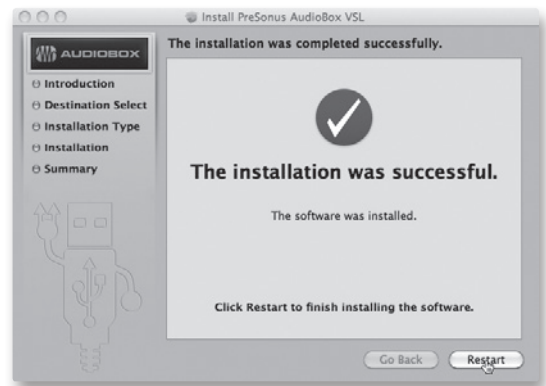 Install PreSonus AudioBox VSL
AUDIOBOX
The installation was completed successfully.
Introduction
Destination Select
Installation Type
Installation
Summary
The installation was successful.
The software was installed.
Click Restart to finish installing the software.
Go Back
Restart